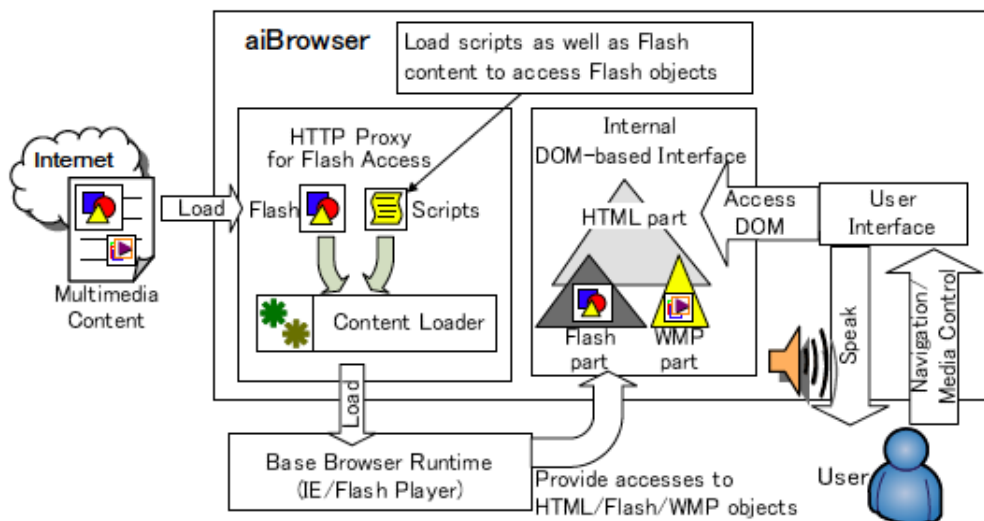 aiBrowser
Load scripts as well as Flash
content to access Flash objects
Internet
Multimedia
Content
Load
HTTP Proxy
for Flash Access
Flash
Scripts
Content Loader
Load
Base Browser Runtime
(IE/Flash Player)
Internal
DOM-based Interface
HTML part
Flash
part
WMP
part
Provide accesses to
HTML/Flash/WMP objects
Access
DOM
User
Interface
Speak
Navigation/
Media Control
User